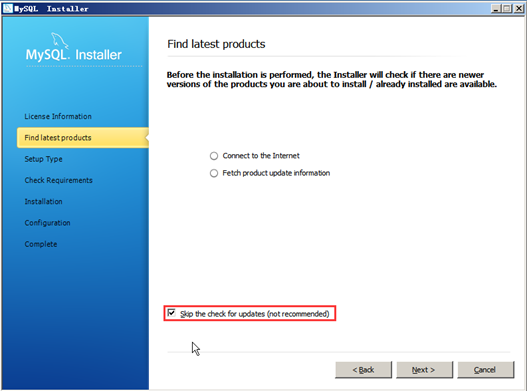 MySQL Installer
MySQL. Installer
License Information
Find latest products
Setup Type
Check Requirements
Installation
Configuration
Complete
Find latest products
Before the installation is performed, the Installer will check if there are newer
versions of the products you are about to install / already installed are available.
Connect to the Internet
Fetch product update information
Skip the check for updates (not recommended)
< Back
Next >
Cancel